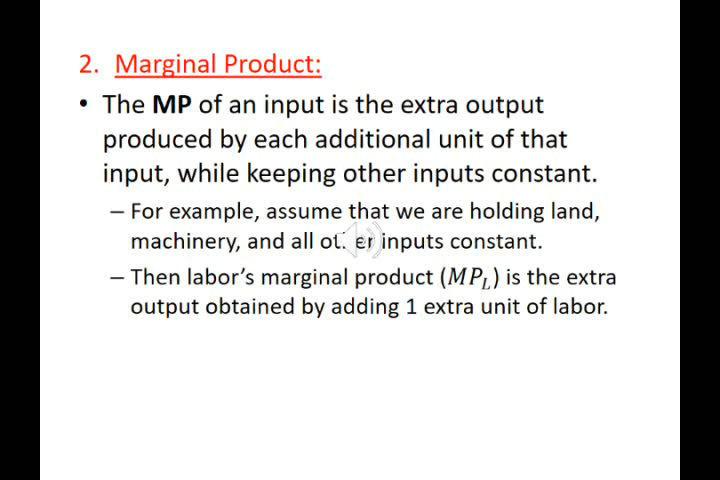 2. Marginal Product:
• The MP of an input is the extra output
produced by each additional unit of that
input, while keeping other inputs constant.
– For example, assume that we are holding land,
machinery, and all other inputs constant.
– Then labor’s marginal product (𝑀𝑃𝐿) is the extra
output obtained by adding 1 extra unit of labor.